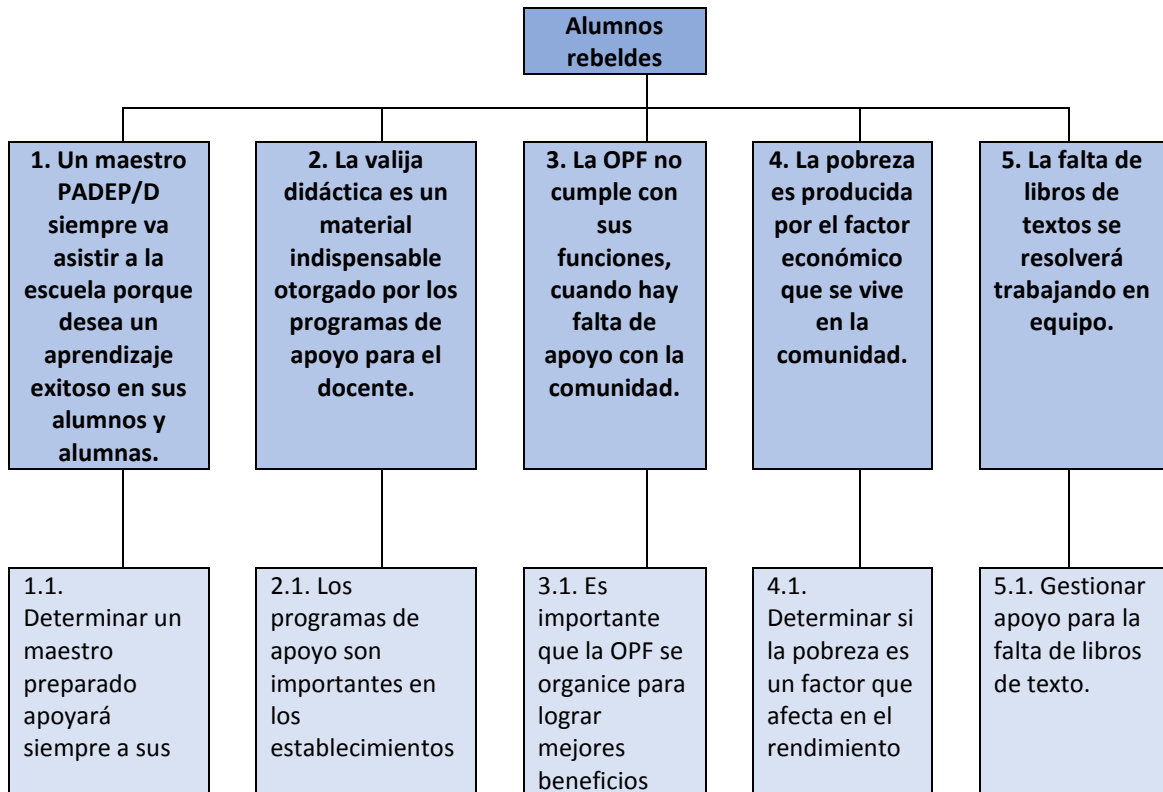 Alumnos
rebeldes
1. Un maestro
PADEP/D
siempre va
asistir a la
escuela porque
desea un
aprendizaje
exitoso en sus
alumnos y
alumnas.
2. La valija
didáctica es un
material
indispensable
otorgado por los
programas de
apoyo para el
docente.
3. La OPF no
cumple con
sus
funciones,
cuando hay
falta de
apoyo con la
comunidad.
4. La pobreza
es producida
por el factor
económico
que se vive
en la
comunidad.
5. La falta de
libros de
textos se
resolverá
trabajando en
equipo.
1.1.
Determinar un
maestro
preparado
apoyará
siempre a sus
2.1. Los
programas de
apoyo son
importantes en
los
establecimientos
3.1. Es
importante
que la OPF se
organice para
lograr
mejores
beneficios
4.1.
Determinar si
la pobreza es
un factor que
afecta en el
rendimiento
5.1. Gestionar
apoyo para la
falta de libros
de texto.